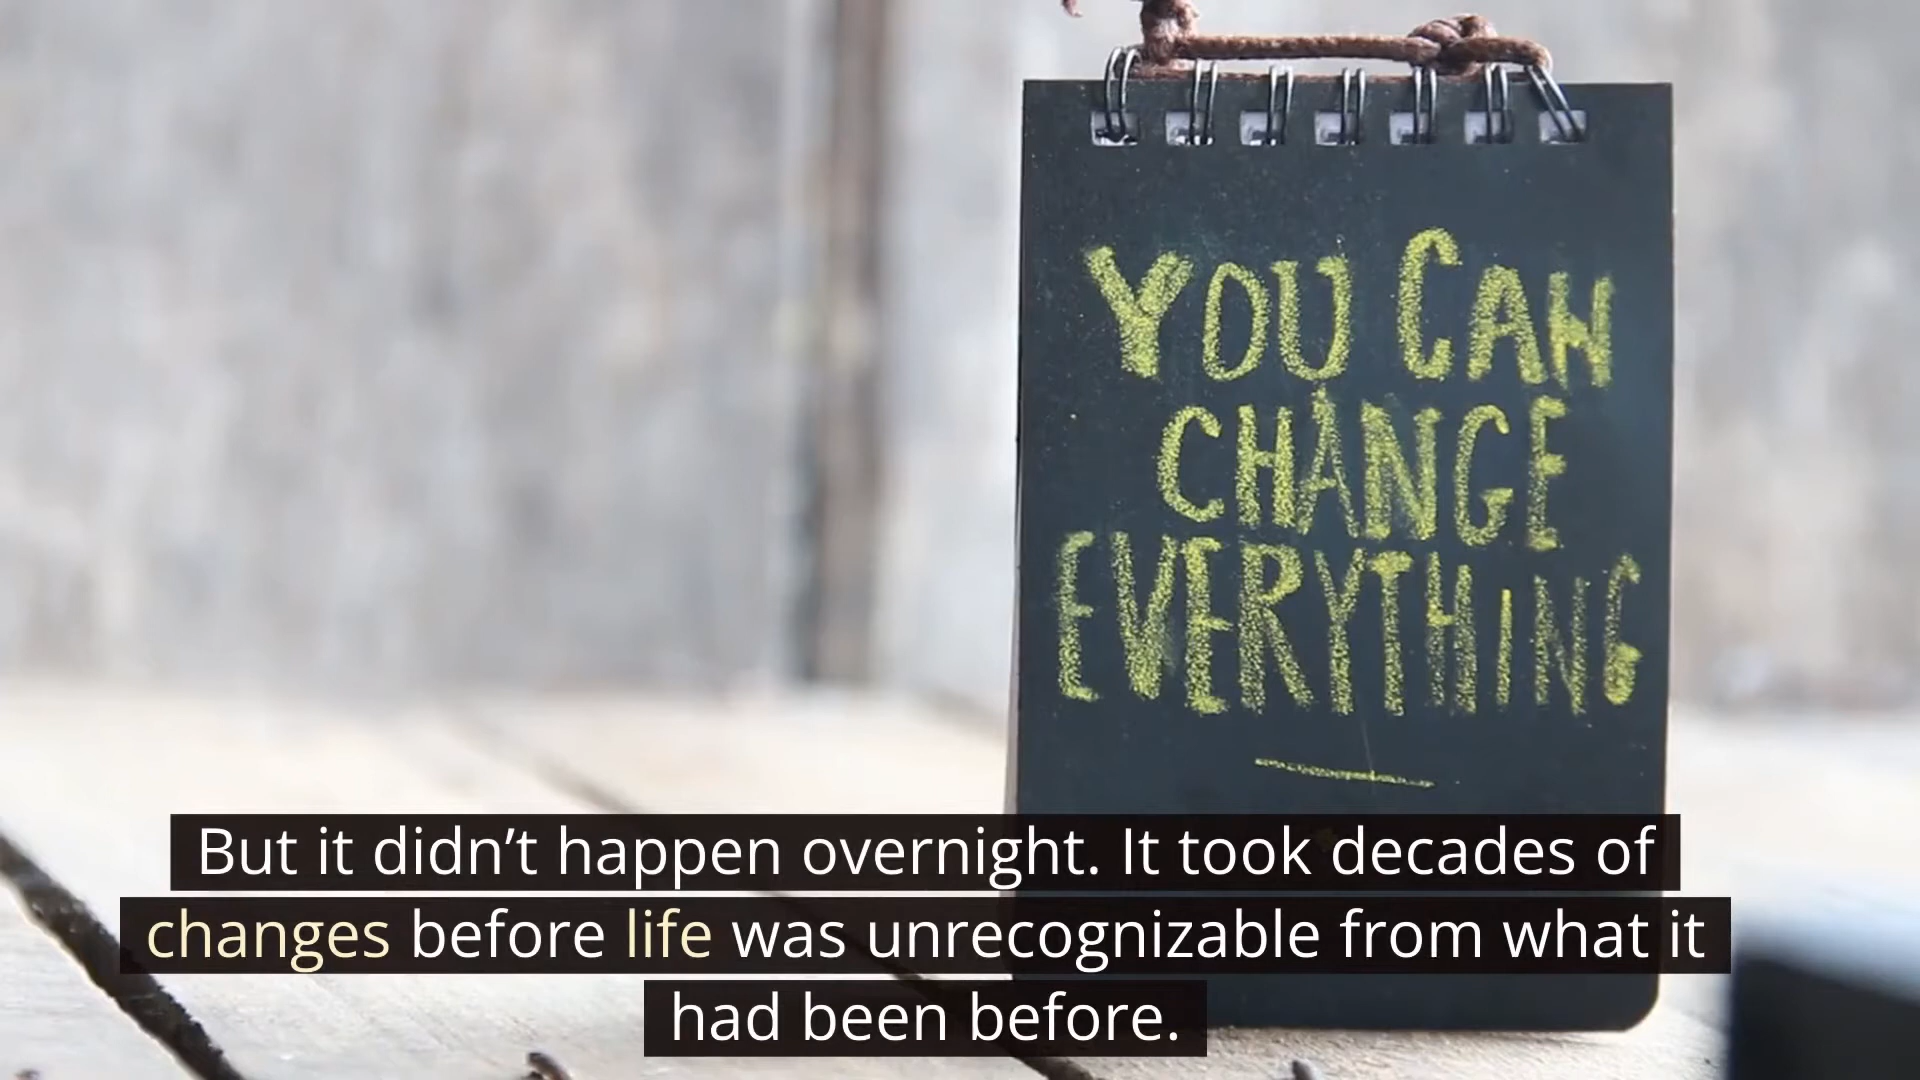 YOU CAN
CHANGE
EVERYTHING
But it didn’t happen overnight. It took decades of
changes before life was unrecognizable from what it
had been before.